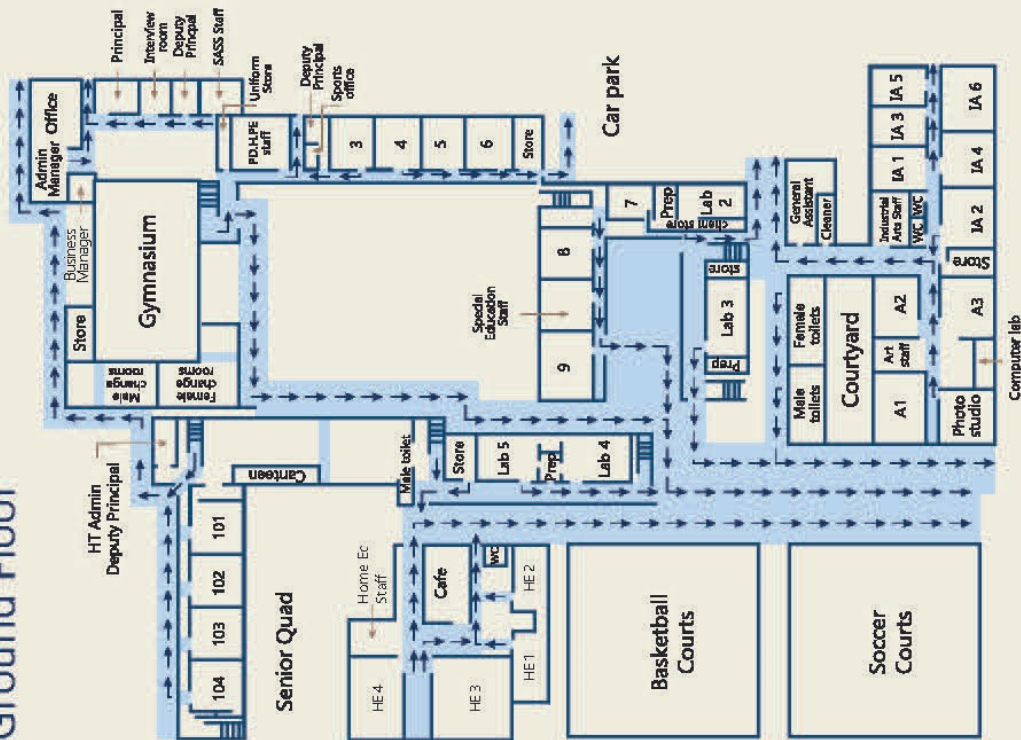 Ground Floor
Principal
Interview
room
Deputy
Principal
SASS Staff
Uniform
Store
Deputy
Principal
Sports
office
Admin
Manager
Office
PD.H.PE
staff
3
4
5
6
Store
Car park
Business
Manager
Gymnasium
Store
Male
change
rooms
Female
change
rooms
HT Admin
Deputy Principal
Canteen
Male toilet
101
102
103
104
Senior Quad
Special
Education
Staff
8
9
7
Prep
Lab
2
chem store
store
Lab 3
Prep
Store
Lab 5
Prep
Lab 4
General
Assistant
Cleaner
Industrial
Arts Staff
WC
WC
IA 1
IA 3
IA 5
IA 2
IA 4
IA 6
Store
Female
toilets
Male
toilets
Courtyard
A2
Art
staff
A1
A3
Photo
studio
Computer lab
Home Ec
Staff
HE 4
HE 3
Cafe
WC
HE 2
HE 1
Basketball
Courts
Soccer
Courts